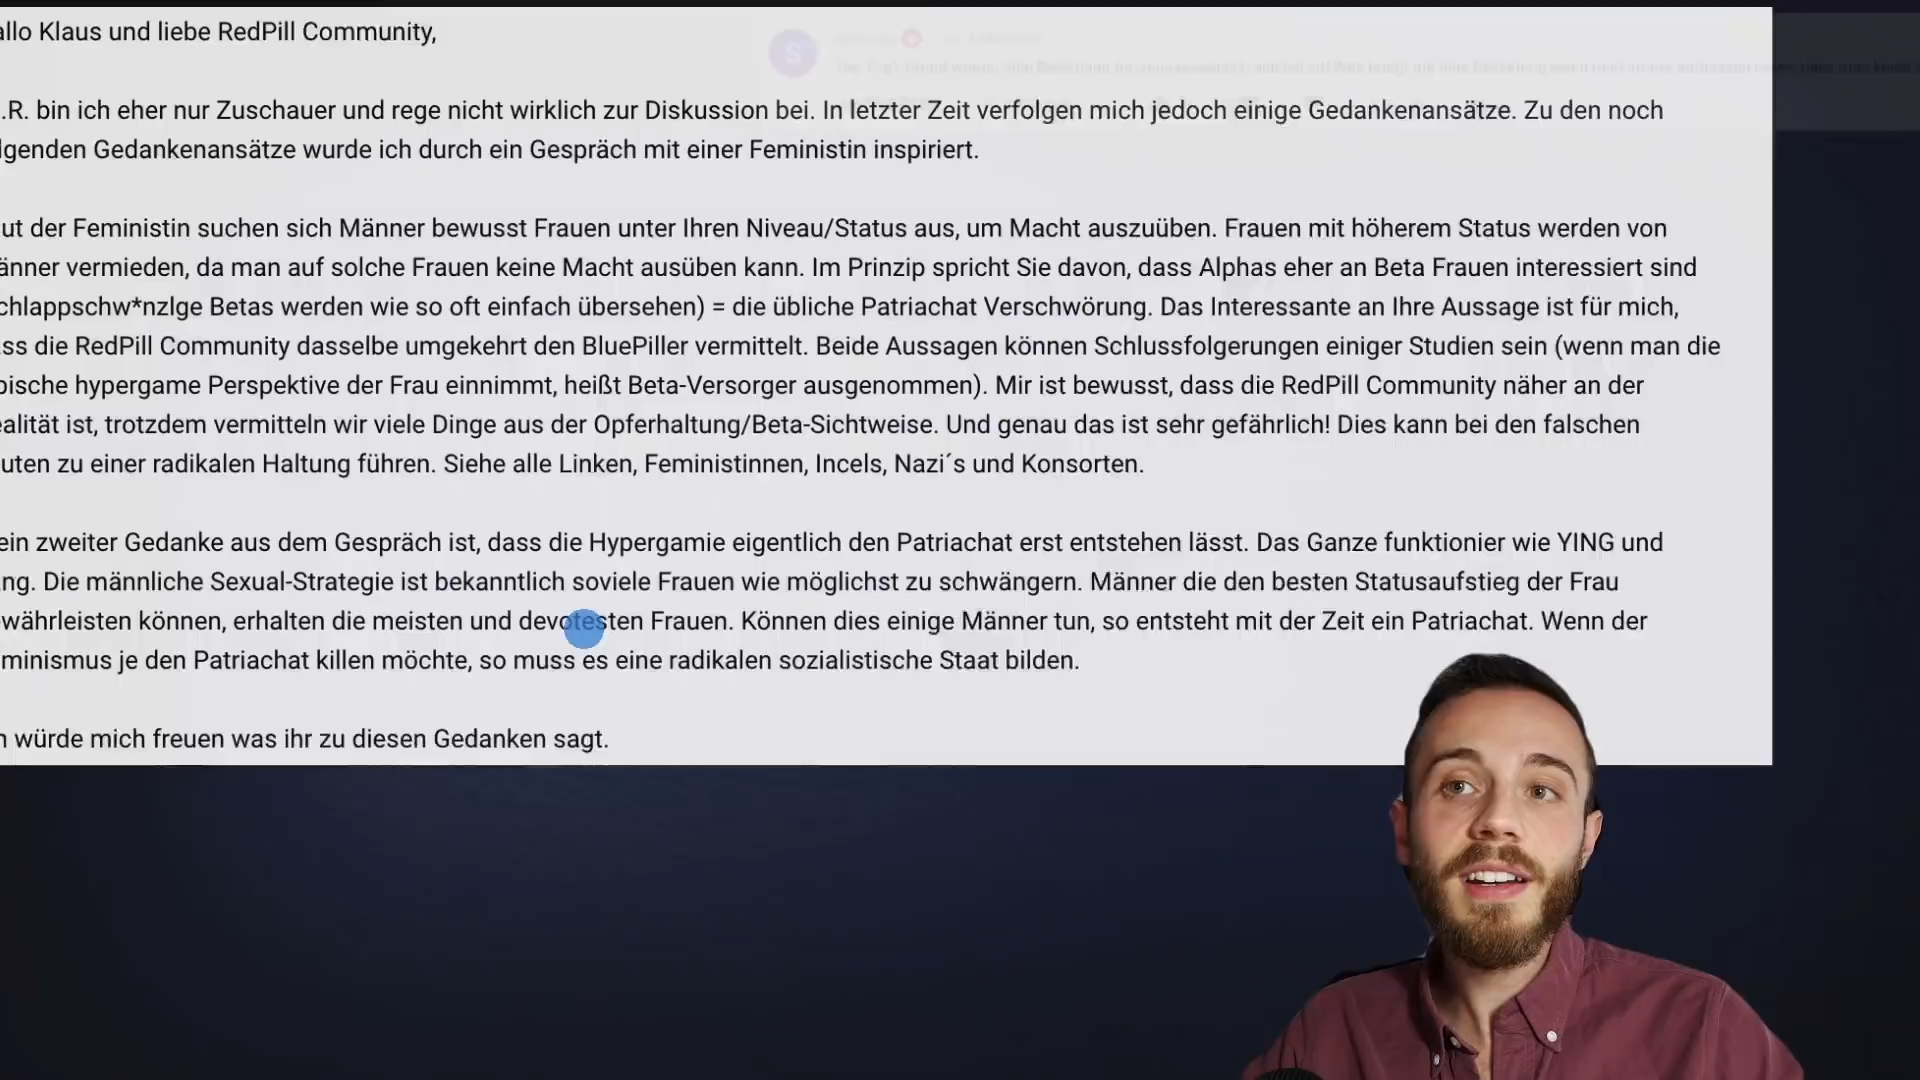 allo Klaus und liebe RedPill Community,
.R. bin ich eher nur Zuschauer und rege nicht wirklich zur Diskussion bei. In letzter Zeit verfolgen mich jedoch einige Gedankenansätze. Zu den noch
lgenden Gedankenansätze wurde ich durch ein Gespräch mit einer Feministin inspiriert.
ut der Feministin suchen sich Männer bewusst Frauen unter Ihren Niveau/Status aus, um Macht auszuüben. Frauen mit höherem Status werden von
änner vermieden, da man auf solche Frauen keine Macht ausüben kann. Im Prinzip spricht Sie davon, dass Alphas eher an Beta Frauen interessiert sind
chlappschw*nzlge Betas werden wie so oft einfach übersehen) = die übliche Patriachat Verschwörung. Das Interessante an Ihre Aussage ist für mich,
ss die RedPill Community dasselbe umgekehrt den BluePiller vermittelt. Beide Aussagen können Schlussfolgerungen einiger Studien sein (wenn man die
pische hypergame Perspektive der Frau einnimmt, heißt Beta-Versorger ausgenommen). Mir ist bewusst, dass die RedPill Community näher an der
ealität ist, trotzdem vermitteln wir viele Dinge aus der Opferhaltung/Beta-Sichtweise. Und genau das ist sehr gefährlich! Dies kann bei den falschen
uten zu einer radikalen Haltung führen. Siehe alle Linken, Feministinnen, Incels, Nazi´s und Konsorten.
ein zweiter Gedanke aus dem Gespräch ist, dass die Hypergamie eigentlich den Patriachat erst entstehen lässt. Das Ganze funktionier wie YING und
ng. Die männliche Sexual-Strategie ist bekanntlich soviele Frauen wie möglichst zu schwängern. Männer die den besten Statusaufstieg der Frau
währleisten können, erhalten die meisten und devotesten Frauen. Können dies einige Männer tun, so entsteht mit der Zeit ein Patriachat. Wenn der
minismus je den Patriachat killen möchte, so muss es eine radikalen sozialistische Staat bilden.
h würde mich freuen was ihr zu diesen Gedanken sagt.